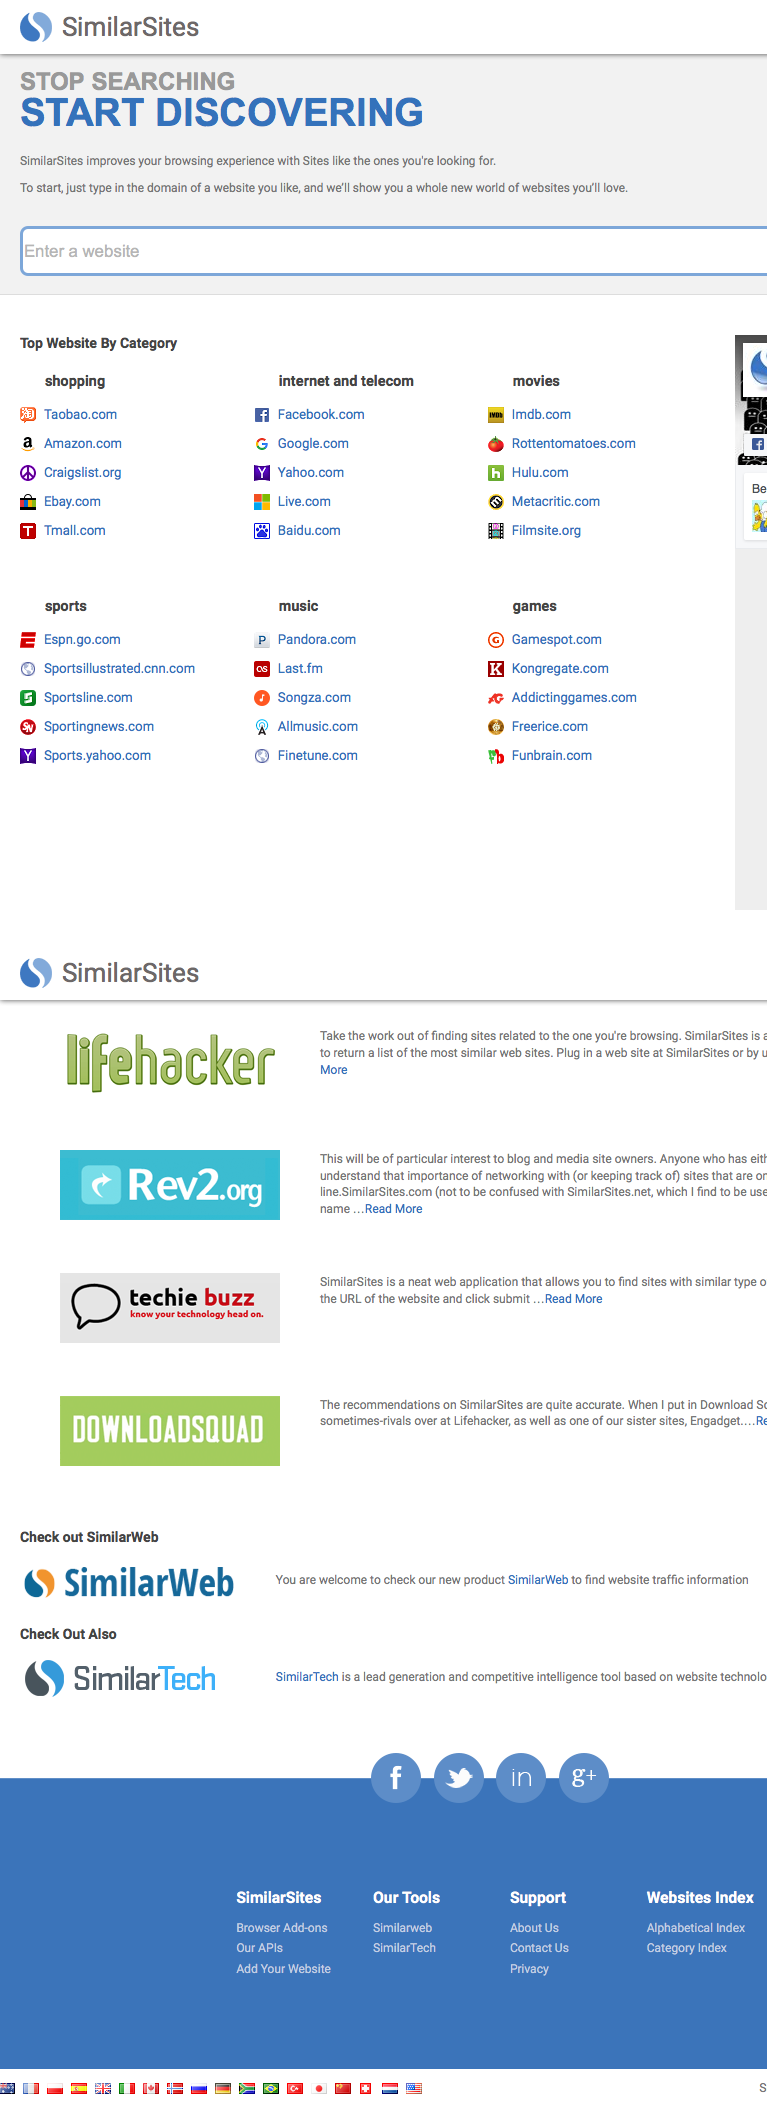 SimilarSites
STOP SEARCHING
START DISCOVERING
SimilarSites improves your browsing experience with Sites like the ones you're looking for.
To start, just type in the domain of a website you like, and we'll show you a whole new world of websites you'll love.
Enter a website
Top Website By Category
shopping
Taobao.com
Amazon.com
Craigslist.org
Ebay.com
Tmall.com
internet and telecom
Facebook.com
Google.com
Yahoo.com
Live.com
Baidu.com
movies
Imdb.com
Rottentomatoes.com
Hulu.com
Metacritic.com
Filmsite.org
Be
sports
Espn.go.com
Sportsillustrated.cnn.com
Sportsline.com
Sportingnews.com
Sports.yahoo.com
music
Pandora.com
Last.fm
Songza.com
Allmusic.com
Finetune.com
games
Gamespot.com
Kongregate.com
Addictinggames.com
Freerice.com
Funbrain.com
SimilarSites
lifehacker
Take the work out of finding sites related to the one you're browsing. SimilarSites is a
to return a list of the most similar web sites. Plug in a web site at SimilarSites or by u
More
Rev2.org
This will be of particular interest to blog and media site owners. Anyone who has eith
understand that importance of networking with (or keeping track of) sites that are on
line.SimilarSites.com (not to be confused with SimilarSites.net, which I find to be use
name ...Read More
techie buzz
know your technology head on.
SimilarSites is a neat web application that allows you to find sites with similar type o
the URL of the website and click submit ...Read More
DOWNLOADSQUAD
The recommendations on SimilarSites are quite accurate. When I put in Download Sc
sometimes-rivals over at Lifehacker, as well as one of our sister sites, Engadget....Re
Check out SimilarWeb
SimilarWeb
You are welcome to check our new product SimilarWeb to find website traffic information
Check Out Also
SimilarTech
SimilarTech is a lead generation and competitive intelligence tool based on website technolo
f
in
g+
SimilarSites
Browser Add-ons
Our APIs
Add Your Website
Our Tools
Similarweb
SimilarTech
Support
About Us
Contact Us
Privacy
Websites Index
Alphabetical Index
Category Index
S